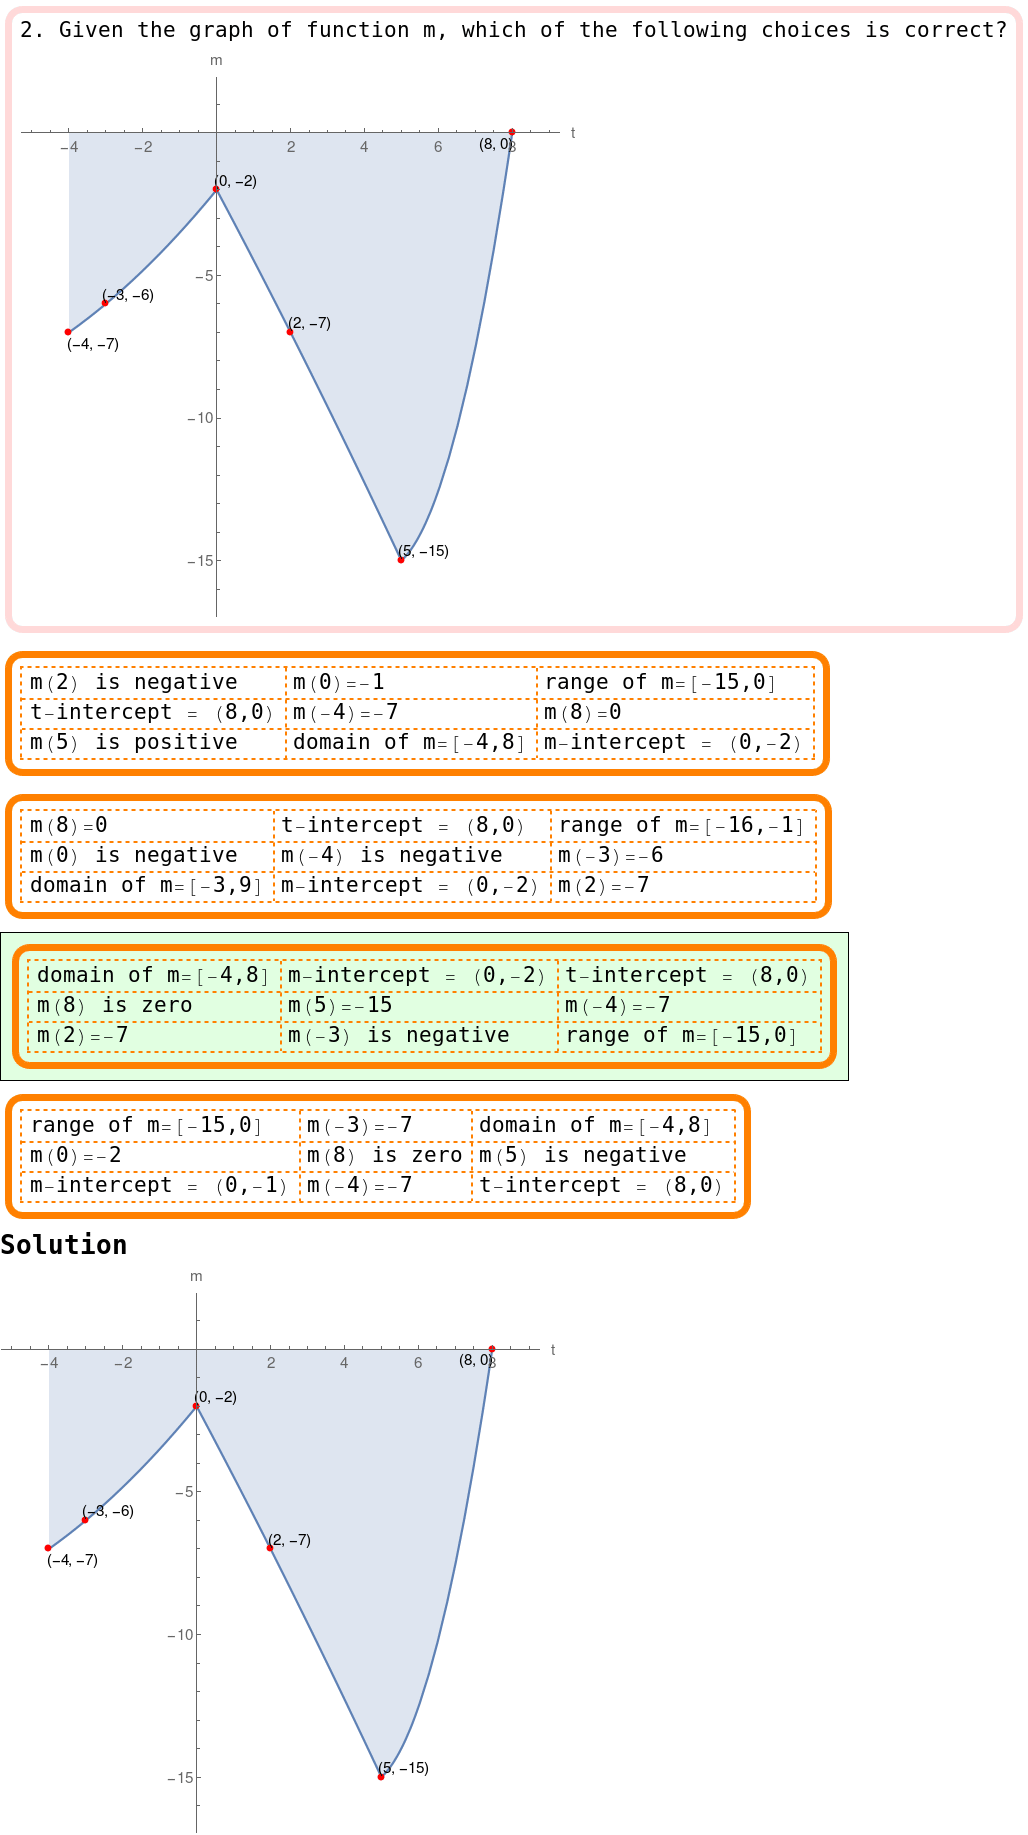 2. Given the graph of function m, which of the following choices is correct?
m
t
−4 −2 2 4 6 8
(8, 0)
(0, −2)
−5
(−3, −6)
(2, −7)
(−4, −7)
−10
(5, −15)
−15
m(2) is negative m(0)=-1 range of m=[-15,0]
t-intercept = (8,0) m(-4)=-7 m(8)=0
m(5) is positive domain of m=[-4,8] m-intercept = (0,-2)
m(8)=0 t-intercept = (8,0) range of m=[-16,-1]
m(0) is negative m(-4) is negative m(-3)=-6
domain of m=[-3,9] m-intercept = (0,-2) m(2)=-7
domain of m=[-4,8] m-intercept = (0,-2) t-intercept = (8,0)
m(8) is zero m(5)=-15 m(-4)=-7
m(2)=-7 m(-3) is negative range of m=[-15,0]
range of m=[-15,0] m(-3)=-7 domain of m=[-4,8]
m(0)=-2 m(8) is zero m(5) is negative
m-intercept = (0,-1) m(-4)=-7 t-intercept = (8,0)
Solution
m
t
−4 −2 2 4 6 8
(8, 0)
(0, −2)
−5
(−3, −6)
(2, −7)
(−4, −7)
−10
(5, −15)
−15